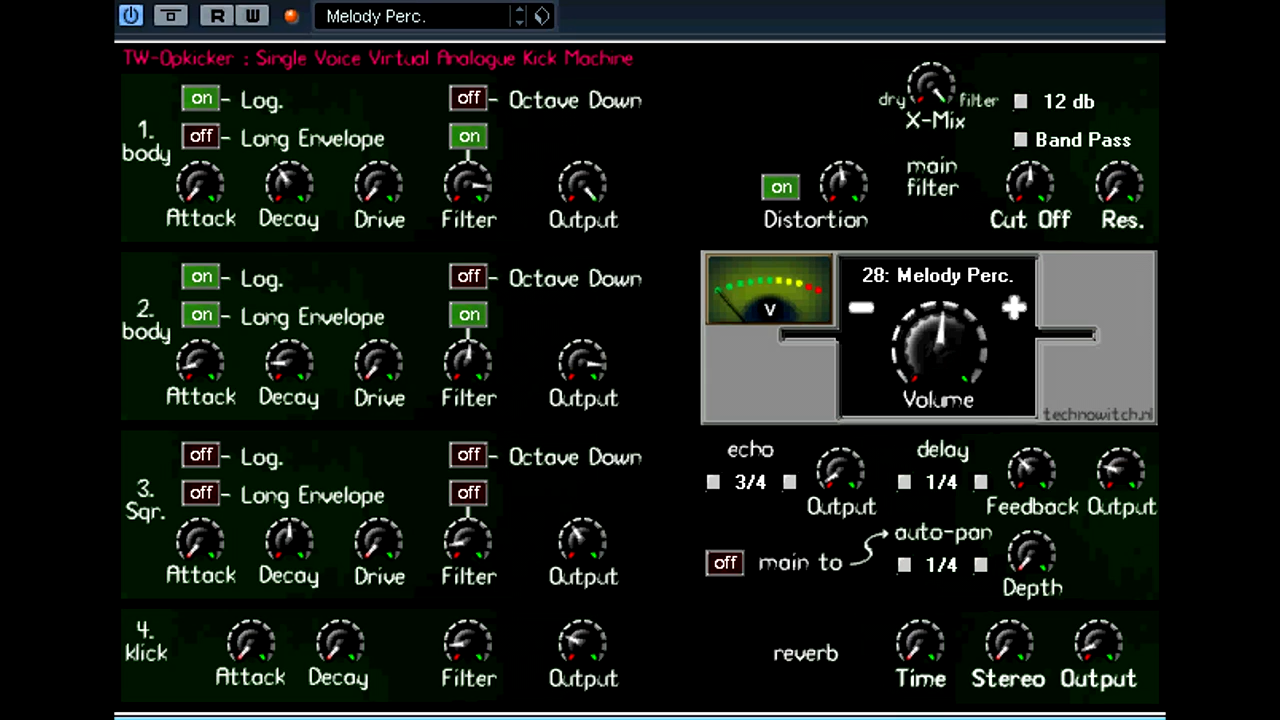 R W Melody Perc.
TW-Opkicker : Single Voice Virtual Analogue Kick Machine
1. body
on - Log.
off - Octave Down
off - Long Envelope
on
Attack Decay Drive Filter Output
2. body
on - Log.
off - Octave Down
on - Long Envelope
on
Attack Decay Drive Filter Output
3. Sqr.
off - Log.
off - Octave Down
off - Long Envelope
off
Attack Decay Drive Filter Output
4. klick
Attack Decay Filter Output
dry filter
X-Mix
12 db
Band Pass
on
Distortion
main filter
Cut Off Res.
V
28: Melody Perc.
Volume
technowitch.nl
echo
3/4
Output
delay
1/4
Feedback Output
off main to
auto-pan
1/4
Depth
reverb
Time Stereo Output